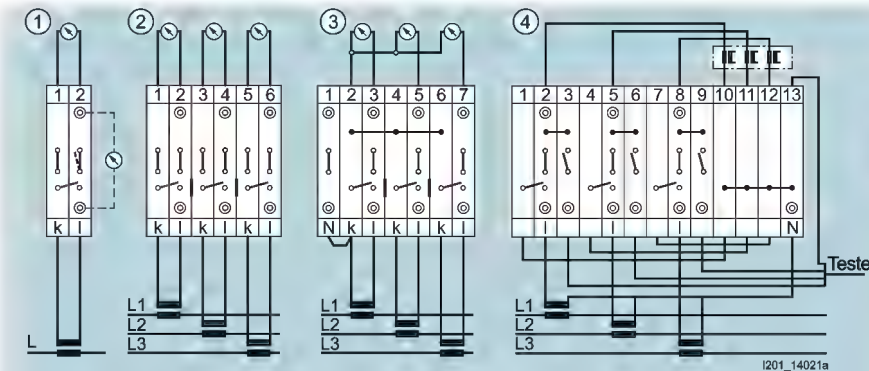 1 2 3 4
1 2 1 2 3 4 5 6 1 2 3 4 5 6 7 1 2 3 4 5 6 7 8 9 10 11 12 13
k l k l k l k l N k l k l k l l l l N
Teste
L1 L1 L1
L2 L2 L2
L L3 L3 L3
I201_14021a